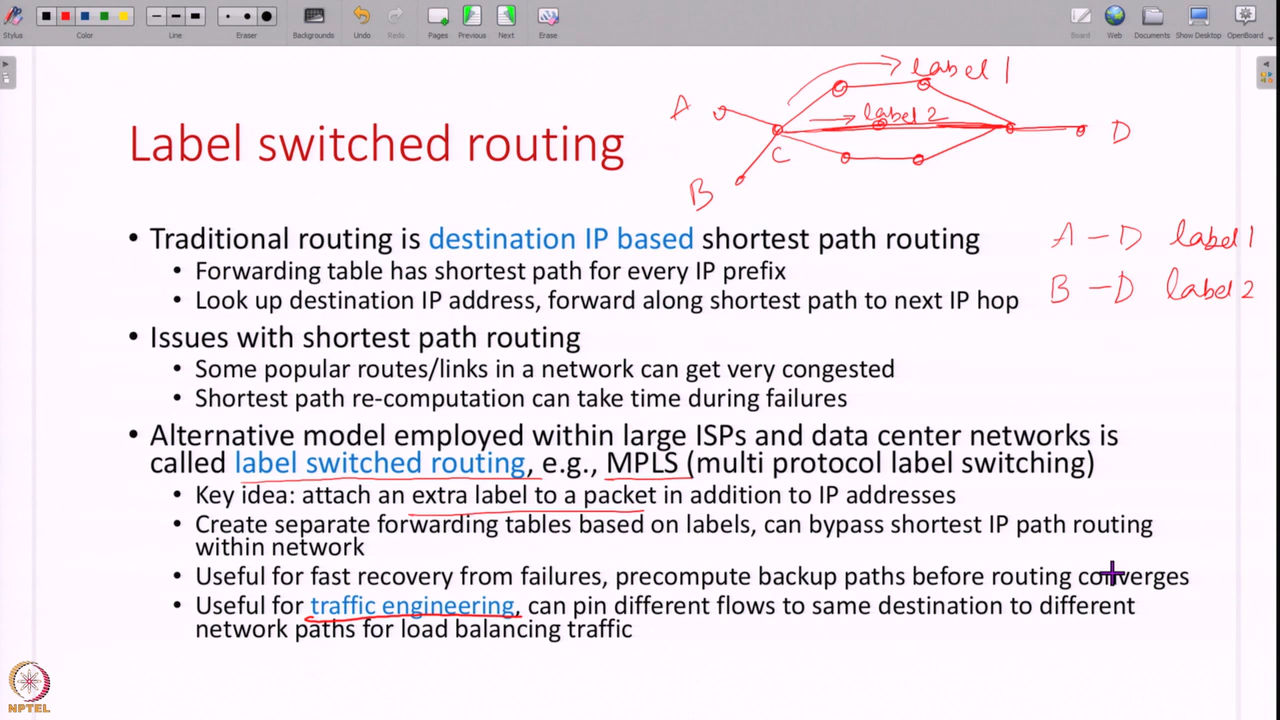 Stylus
Color
Line
Eraser
Backgrounds
Undo
Redo
Pages
Previous
Next
Erase
Board
Web
Documents
Show Desktop
OpenBoard
label 1
A
label 2
D
C
B
Label switched routing
• Traditional routing is destination IP based shortest path routing
• Forwarding table has shortest path for every IP prefix
• Look up destination IP address, forward along shortest path to next IP hop
A – D label 1
B – D label 2
• Issues with shortest path routing
• Some popular routes/links in a network can get very congested
• Shortest path re-computation can take time during failures
• Alternative model employed within large ISPs and data center networks is
called label switched routing, e.g., MPLS (multi protocol label switching)
• Key idea: attach an extra label to a packet in addition to IP addresses
• Create separate forwarding tables based on labels, can bypass shortest IP path routing
within network
• Useful for fast recovery from failures, precompute backup paths before routing converges
• Useful for traffic engineering, can pin different flows to same destination to different
network paths for load balancing traffic
NPTEL